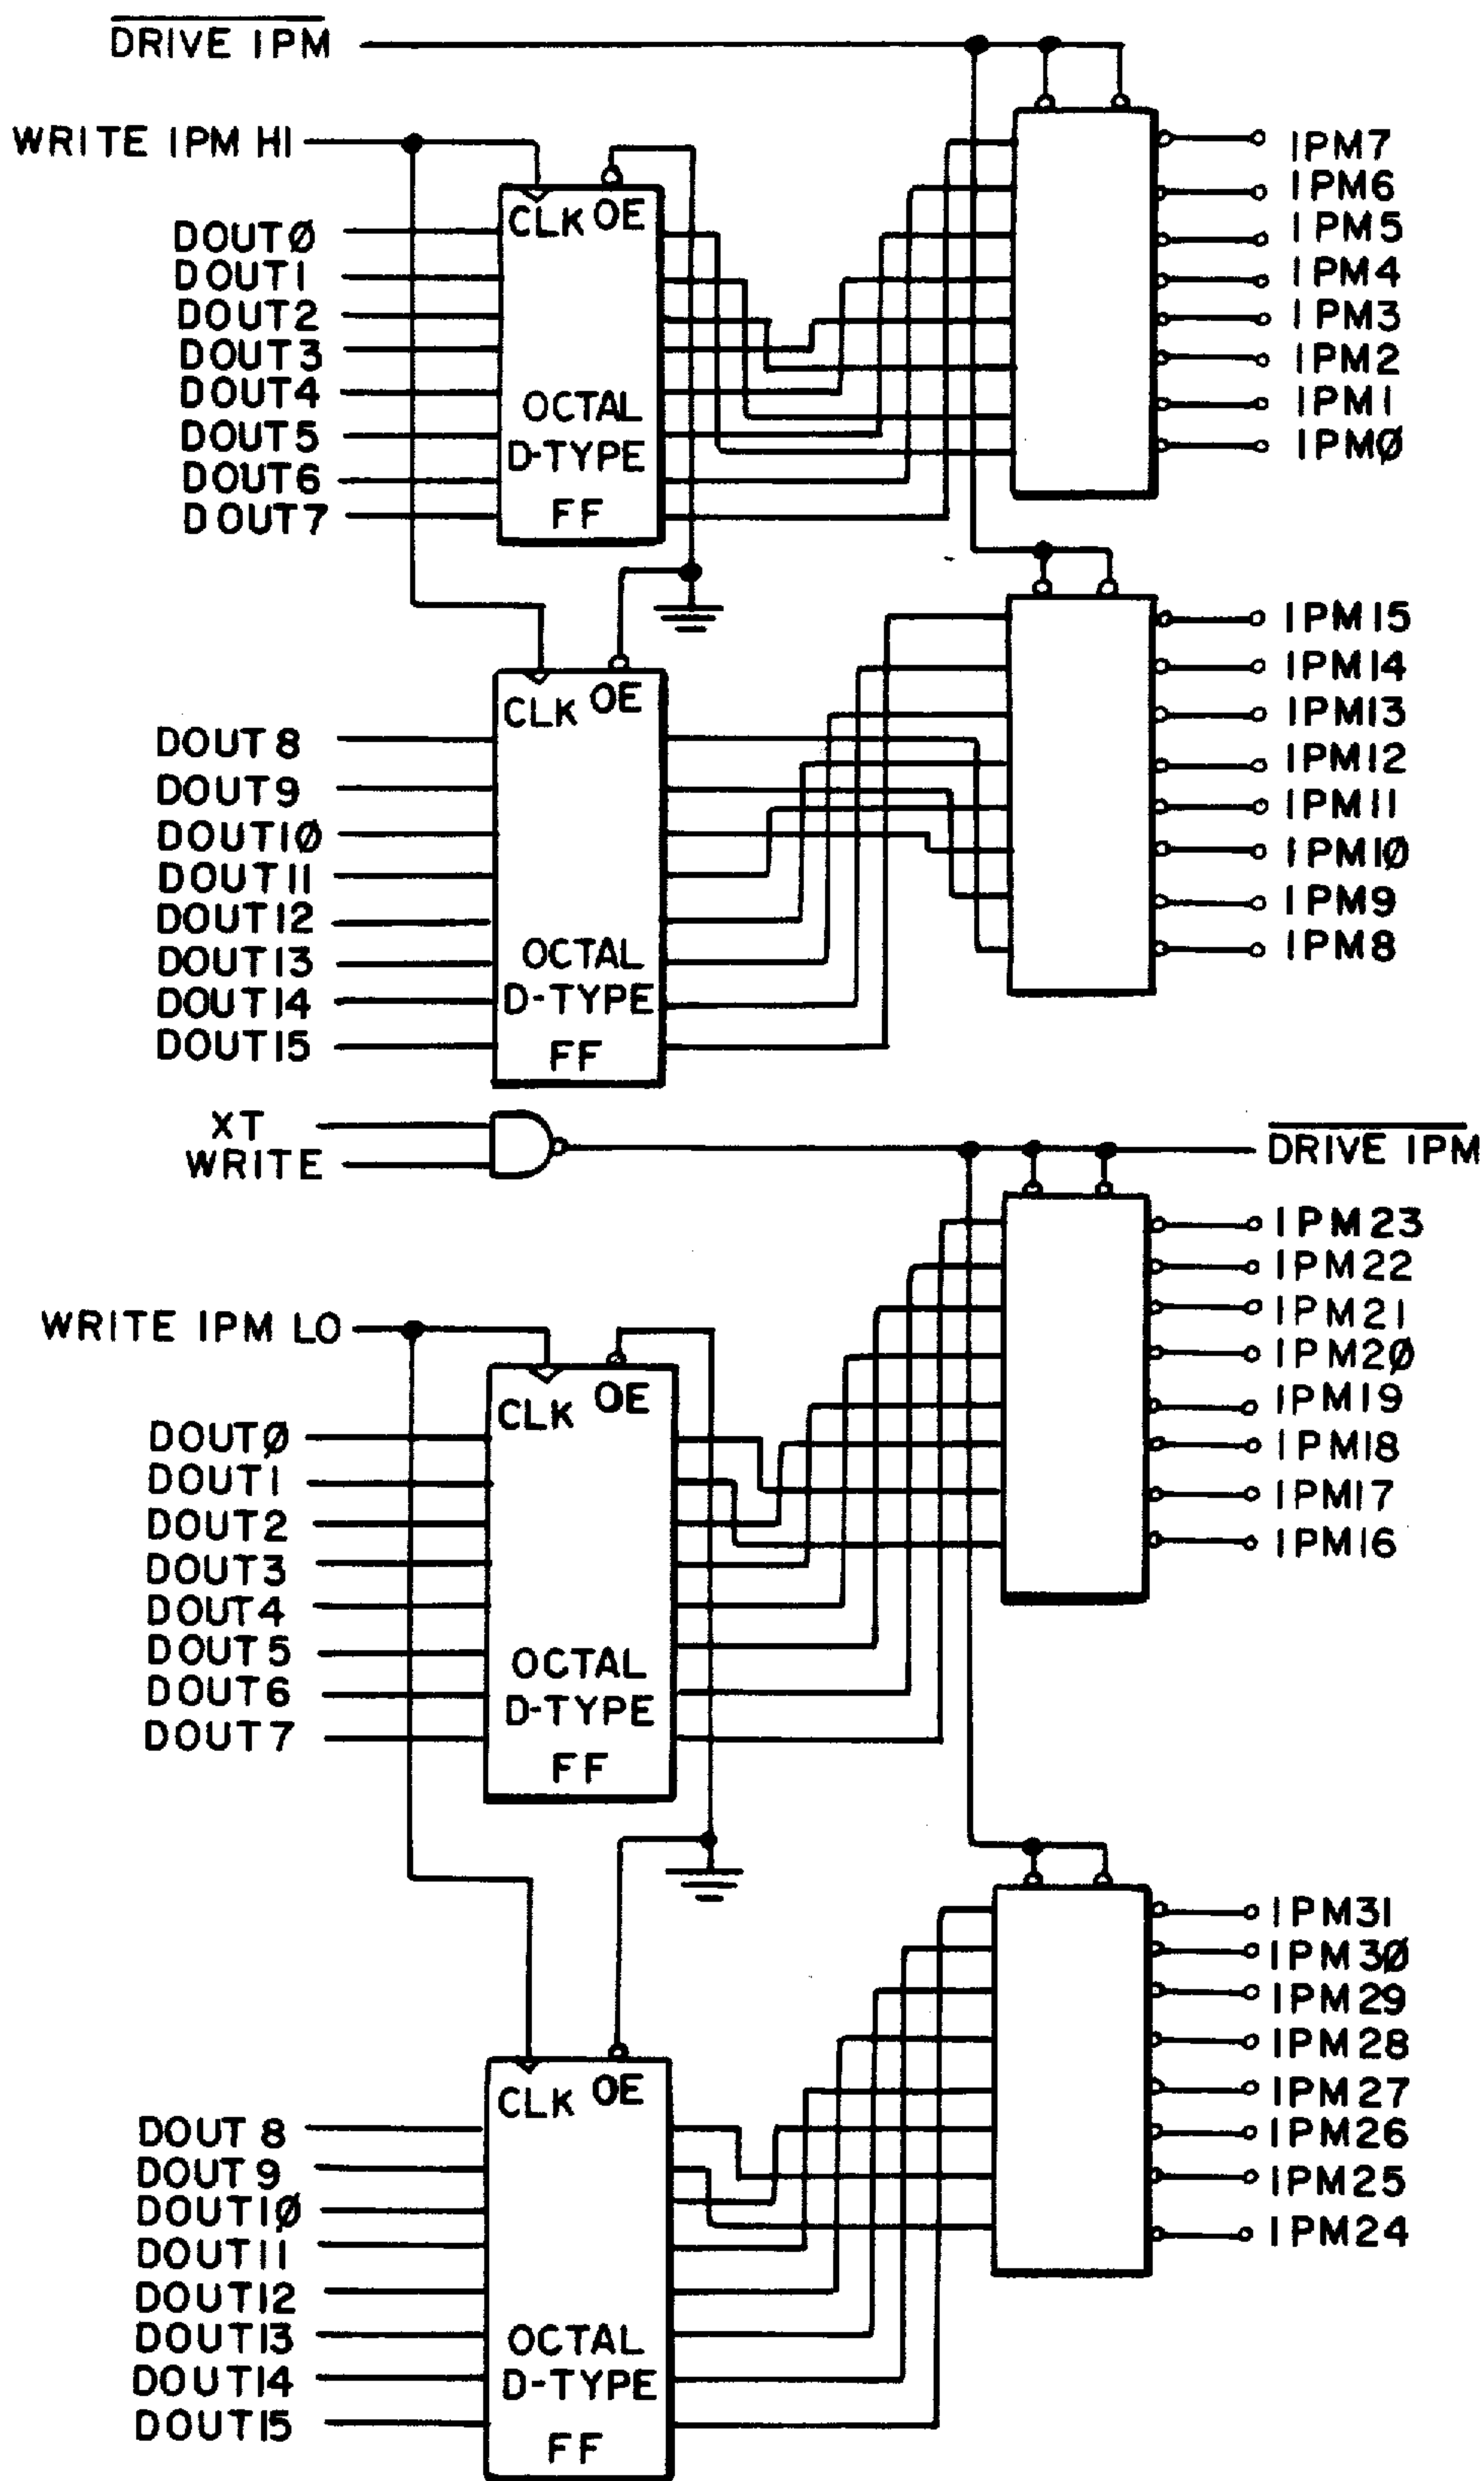 DRIVE IPM
WRITE IPM HI
CLK OE
DOUTØ
DOUT1
DOUT2
DOUT3
DOUT4
DOUT5
DOUT6
DOUT7
OCTAL
D-TYPE
FF
IPM7
IPM6
IPM5
IPM4
IPM3
IPM2
IPM1
IPMØ
CLK OE
DOUT8
DOUT9
DOUT1Ø
DOUT11
DOUT12
DOUT13
DOUT14
DOUT15
OCTAL
D-TYPE
FF
IPM15
IPM14
IPM13
IPM12
IPM11
IPM1Ø
IPM9
IPM8
XT
WRITE
DRIVE IPM
WRITE IPM LO
CLK OE
DOUTØ
DOUT1
DOUT2
DOUT3
DOUT4
DOUT5
DOUT6
DOUT7
OCTAL
D-TYPE
FF
IPM23
IPM22
IPM21
IPM2Ø
IPM19
IPM18
IPM17
IPM16
CLK OE
DOUT8
DOUT9
DOUT1Ø
DOUT11
DOUT12
DOUT13
DOUT14
DOUT15
OCTAL
D-TYPE
FF
IPM31
IPM3Ø
IPM29
IPM28
IPM27
IPM26
IPM25
IPM24